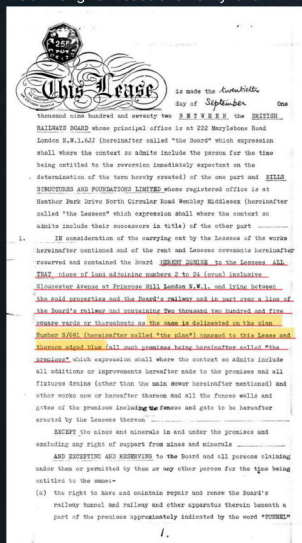 This Lease
is made the twentieth
day of September One
thousand nine hundred and seventy two B E T W E E N the BRITISH
RAILWAYS BOARD whose principal office is at 222 Marylebone Road
London N.W.1.6JJ (hereinafter called "the Board" which expression
shall where the context so admits include the person for the time
being entitled to the reversion immediately expectant on the
determination of the term hereby created) of the one part and BILLS
STRUCTURES AND FOUNDATIONS LIMITED whose registered office is at
Heather Park Drive North Circular Road Wembley Middlesex (hereinafter
called "the Lessees" which expression shall where the context so
admits include their successors in title) of the other part
1. IN consideration of the carrying out by the Lessees of the works
hereinafter mentioned and of the rent and Lessees covenants hereinafter
reserved and contained the Board HEREBY DEMISE to the Lessees ALL
THAT piece of land adjoining numbers 2 to 24 (even) inclusive
Gloucester Avenue at Primrose Hill London N.W.1. and lying between
the said properties and the Board's railway and in part over a line of
the Board's railway and containing Two thousand two hundred and five
square yards or thereabouts as the same is delineated on the plan
Number S/691 (hereinafter called "the plan") annexed to this Lease and
thereon edged blue (all such premises being hereinafter called "the
premises" which expression shall where the context so admits include
all additions or improvements hereafter made to the premises and all
fixtures drains (other than the main sewer hereinafter mentioned) and
other works now or hereafter thereon and all the fences walls and
gates of the premises including the fences and gate to be hereafter
erected by the Lessees thereon
EXCEPT the mines and minerals in and under the premises and
excluding any right of support from mines and minerals
AND EXCEPTING AND RESERVING to the Board and all persons claiming
under them or permitted by them or any other person for the time being
entitled to the same:-
(a) the right to have and maintain repair and renew the Board's
railway tunnel and railway and other apparatus therein beneath a
part of the premises approximately indicated by the word "TUNNEL"
1.